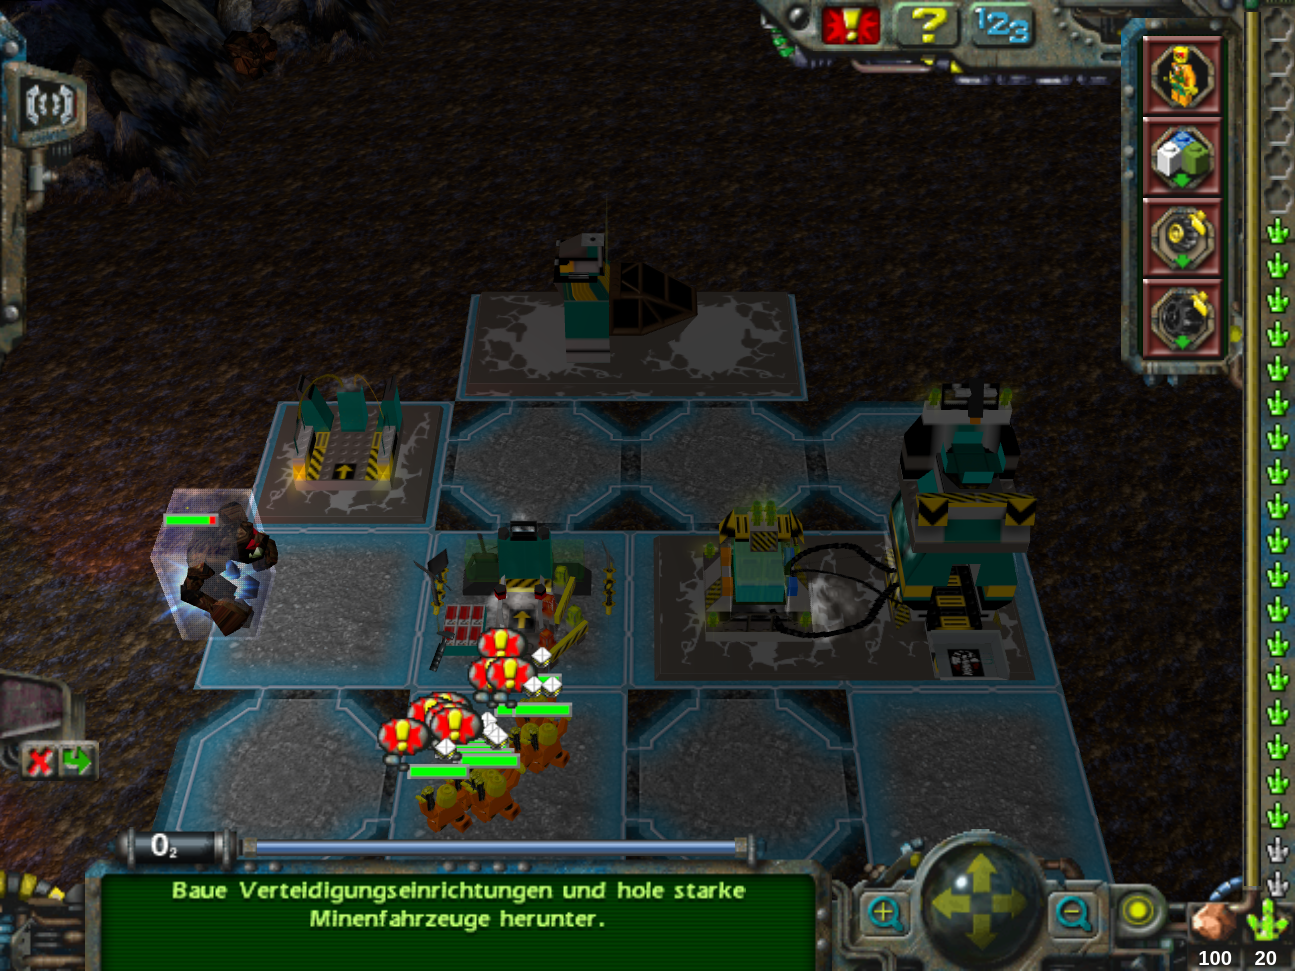 123
O2
Baue Verteidigungseinrichtungen und hole starke
Minenfahrzeuge herunter.
100 20